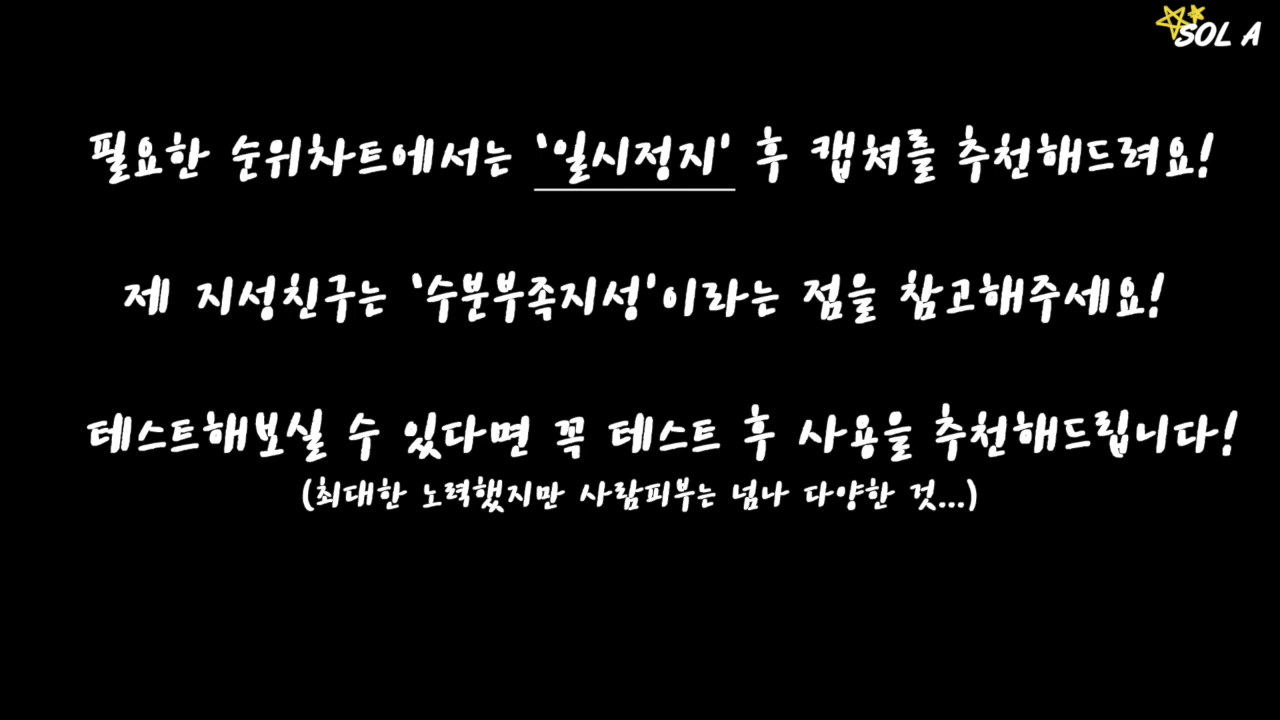 SOL A
필요한 순위차트에서는 '일시정지' 후 캡쳐를 추천해드려요!
제 지성친구는 '수분부족지성'이라는 점을 참고해주세요!
테스트해보실 수 있다면 꼭 테스트 후 사용을 추천해드립니다!
(최대한 노력했지만 사람피부는 넘나 다양한 것...)